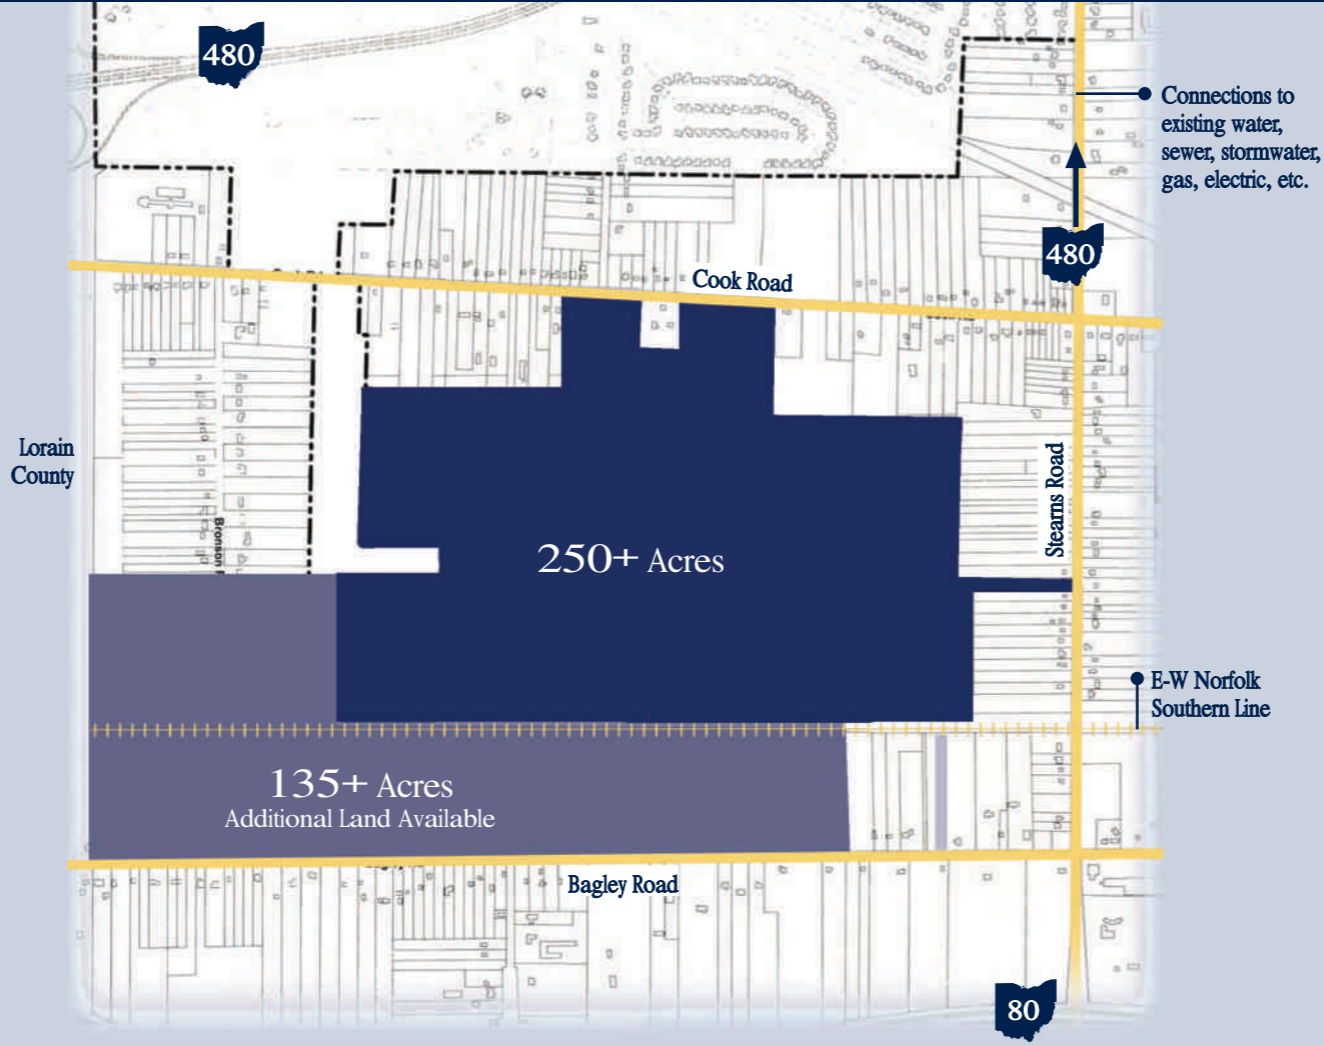 480
Connections to
existing water,
sewer, stormwater,
gas, electric, etc.
480
Cook Road
Lorain
County
Stearns Road
Bronson
250+ Acres
E-W Norfolk
Southern Line
135+ Acres
Additional Land Available
Bagley Road
80